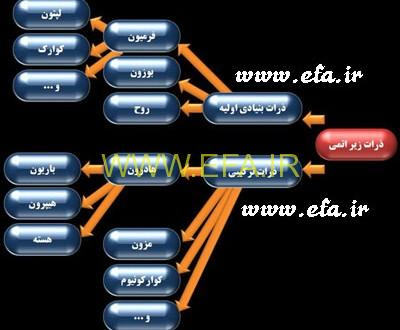 ذرات زیر اتمی
ذرات بنیادی اولیه
فرمیون
لپتون
کوارک
و ...
بوزون
روح
ذرات ترکیبی
هادرون
باریون
هیپرون
هسته
مزون
کوارکونیوم
و ...
www.efa.ir
WWW.EFA.IR
www.efa.ir